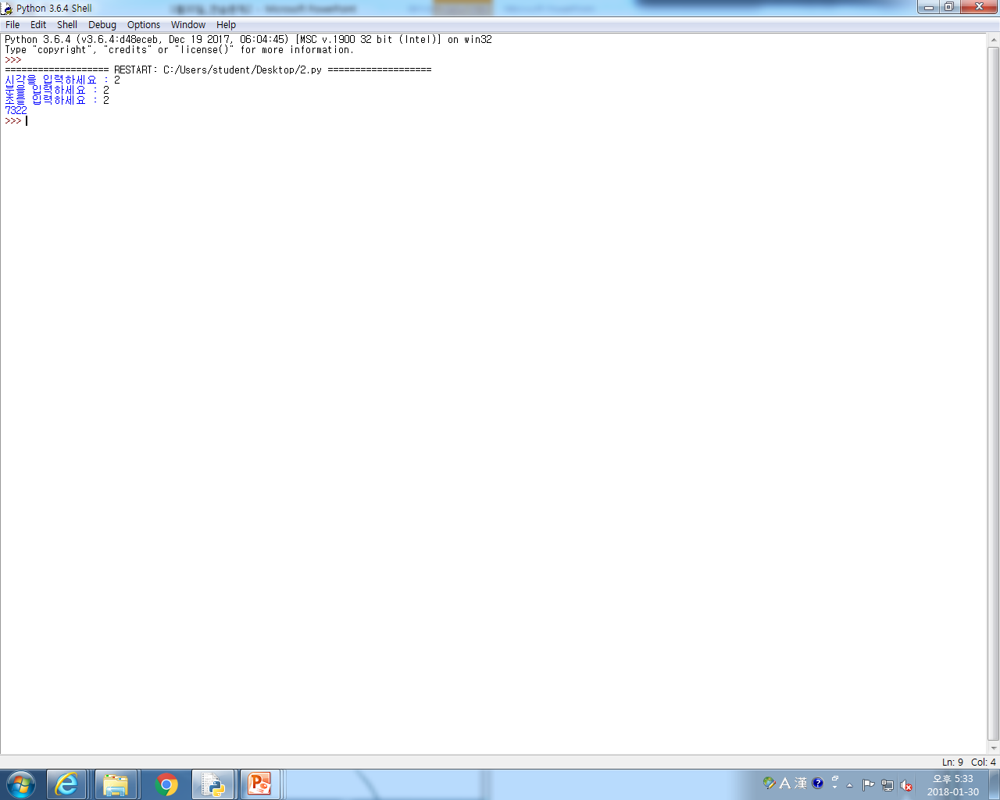 Python 3.6.4 Shell
File Edit Shell Debug Options Window Help
Python 3.6.4 (v3.6.4:d48eceb, Dec 19 2017, 06:04:45) [MSC v.1900 32 bit (Intel)] on win32
Type "copyright", "credits" or "license()" for more information.
>>>
=================== RESTART: C:/Users/student/Desktop/2.py ===================
시각을 입력하세요 : 2
분을 입력하세요 : 2
초를 입력하세요 : 2
7322
>>>
Ln: 9 Col: 4
A 漢
오후 5:33
2018-01-30